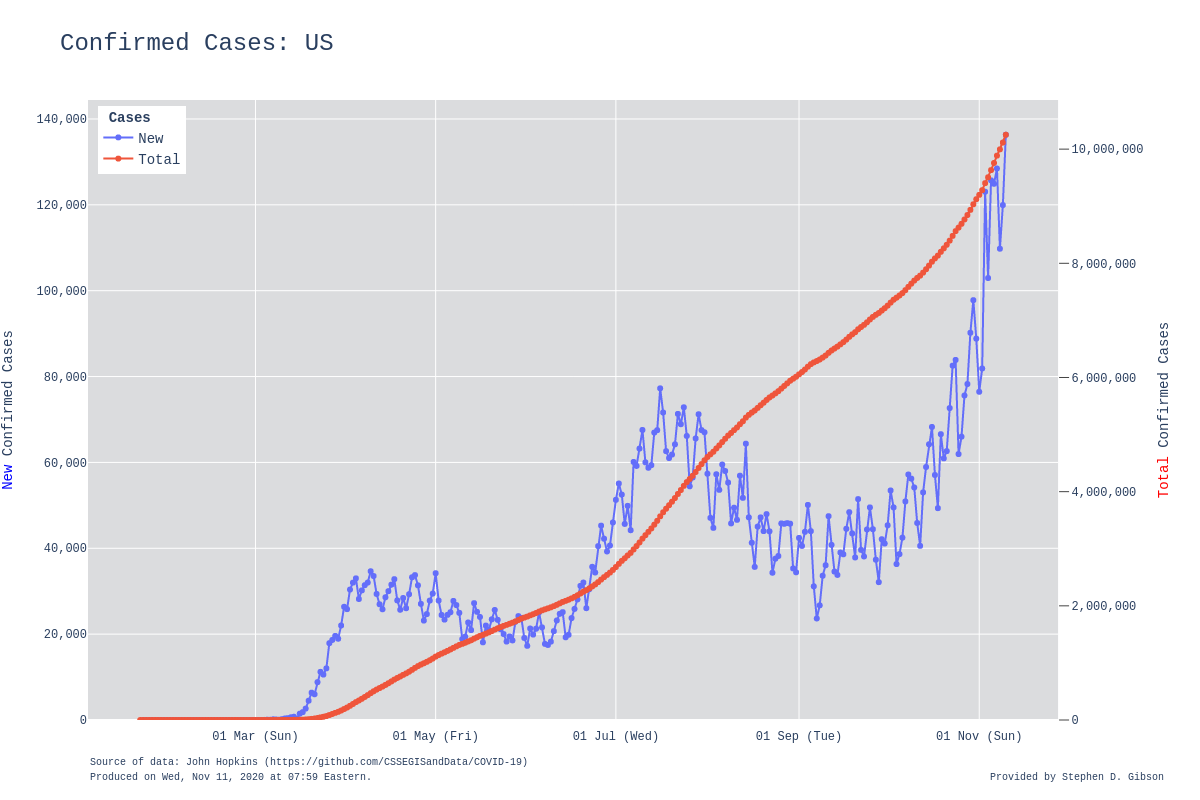 Confirmed Cases: US
Cases
New
Total
140,000
120,000
100,000
80,000
60,000
40,000
20,000
0
New Confirmed Cases
10,000,000
8,000,000
6,000,000
4,000,000
2,000,000
0
Total Confirmed Cases
01 Mar (Sun)
01 May (Fri)
01 Jul (Wed)
01 Sep (Tue)
01 Nov (Sun)
Source of data: John Hopkins (https://github.com/CSSEGISandData/COVID-19)
Produced on Wed, Nov 11, 2020 at 07:59 Eastern.
Provided by Stephen D. Gibson